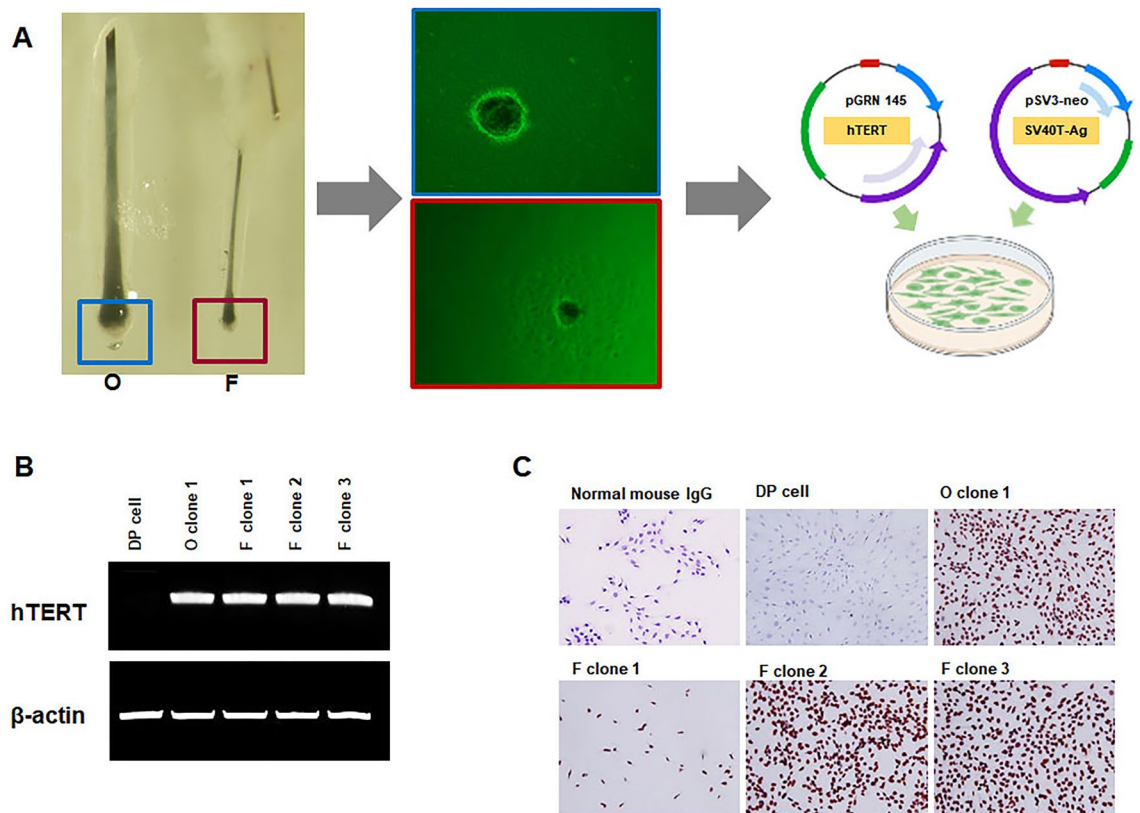 A
pGRN 145
hTERT
pSV3-neo
SV40T-Ag
O
F
B
DP cell
O clone 1
F clone 1
F clone 2
F clone 3
hTERT
β-actin
C
Normal mouse IgG
DP cell
O clone 1
F clone 1
F clone 2
F clone 3